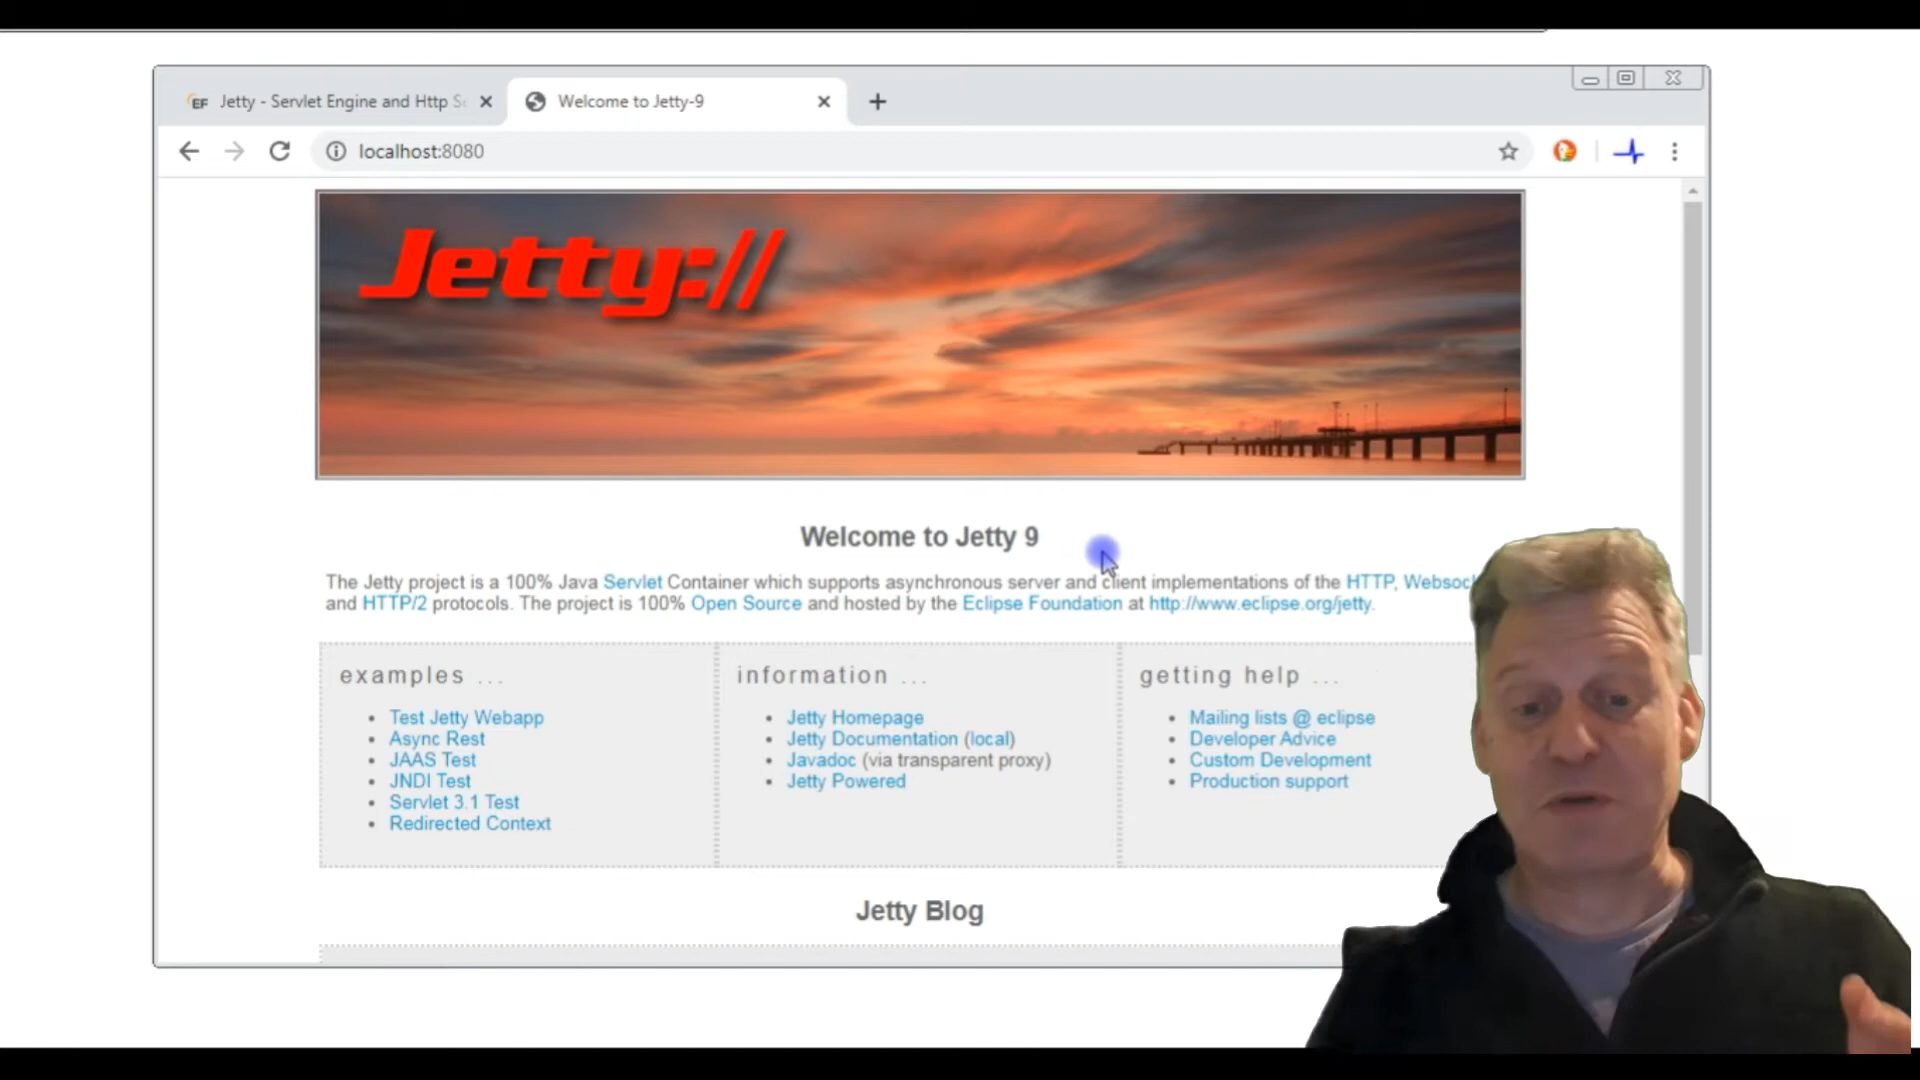 EF Jetty - Servlet Engine and Http Se
Welcome to Jetty-9
localhost:8080
Jetty://
Welcome to Jetty 9
The Jetty project is a 100% Java Servlet Container which supports asynchronous server and client implementations of the HTTP, Websock
and HTTP/2 protocols. The project is 100% Open Source and hosted by the Eclipse Foundation at http://www.eclipse.org/jetty.
examples ...
Test Jetty Webapp
Async Rest
JAAS Test
JNDI Test
Servlet 3.1 Test
Redirected Context
information ...
Jetty Homepage
Jetty Documentation (local)
Javadoc (via transparent proxy)
Jetty Powered
getting help ...
Mailing lists @ eclipse
Developer Advice
Custom Development
Production support
Jetty Blog